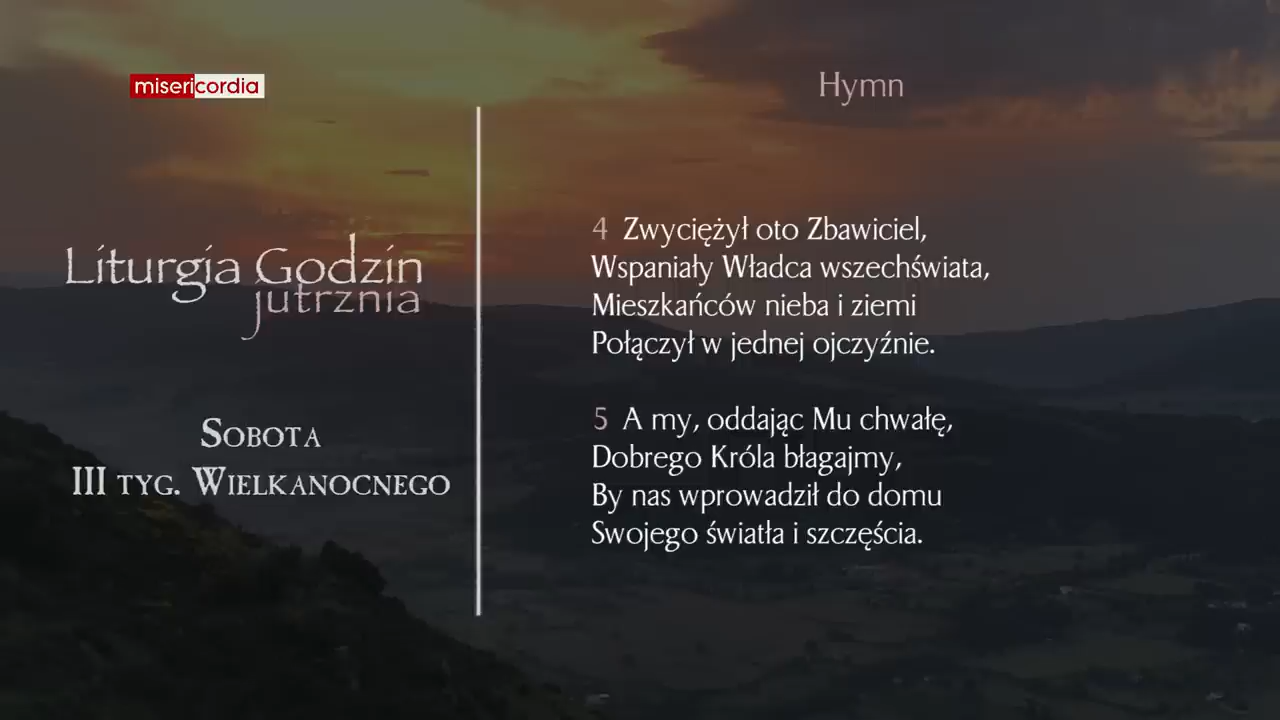 misericordia
Liturgia Godzin
jutrznia
Sobota
III tyg. Wielkanocnego
Hymn
4 Zwyciężył oto Zbawiciel,
Wspaniały Władca wszechświata,
Mieszkańców nieba i ziemi
Połączył w jednej ojczyźnie.
5 A my, oddając Mu chwałę,
Dobrego Króla błagajmy,
By nas wprowadził do domu
Swojego światła i szczęścia.